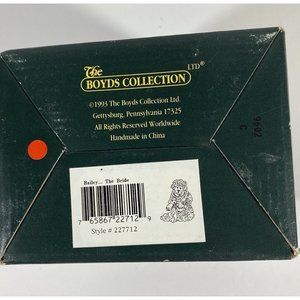 The
LTD®
BOYDS COLLECTION
©1993 The Boyds Collection Ltd.
Gettysburg, Pennsylvania 17325
All Rights Reserved Worldwide
Handmade in China
9602
C
Bailey... The Bride
7 65867 22712 9
Style # 227712